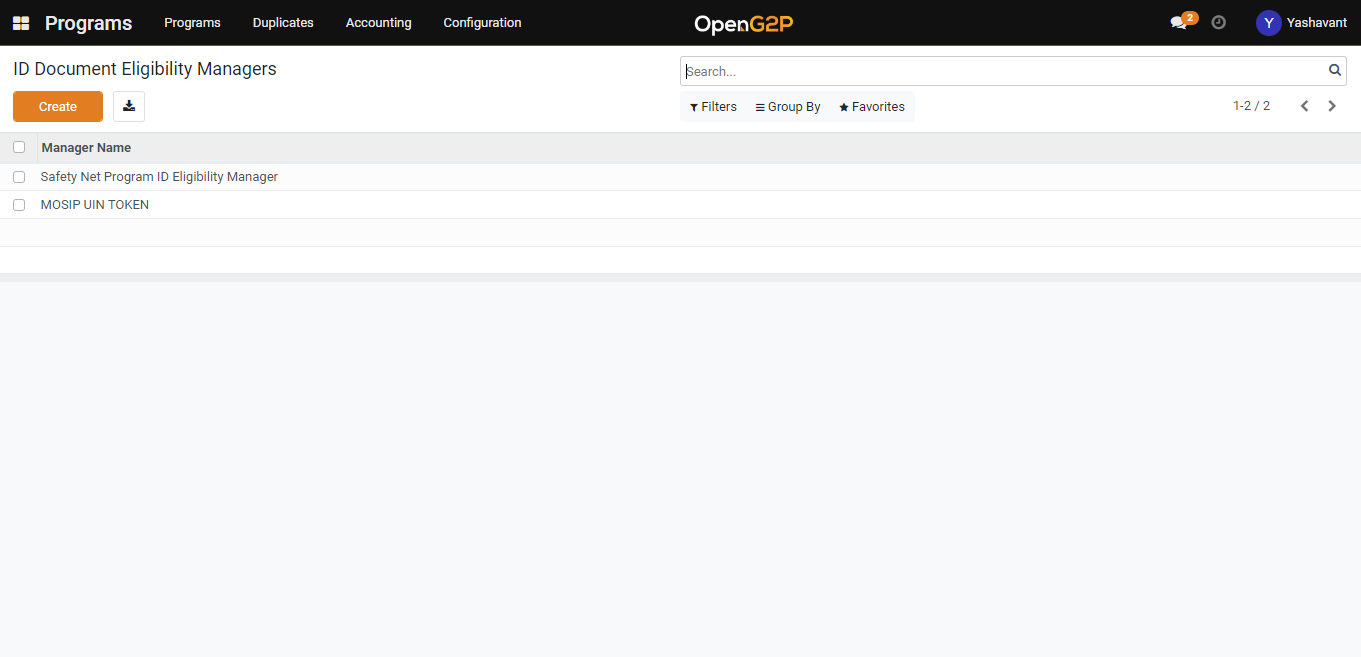 Programs Programs Duplicates Accounting Configuration OpenG2P 2 Y Yashavant
ID Document Eligibility Managers
Search...
Create
Filters Group By Favorites 1-2 / 2
Manager Name
Safety Net Program ID Eligibility Manager
MOSIP UIN TOKEN